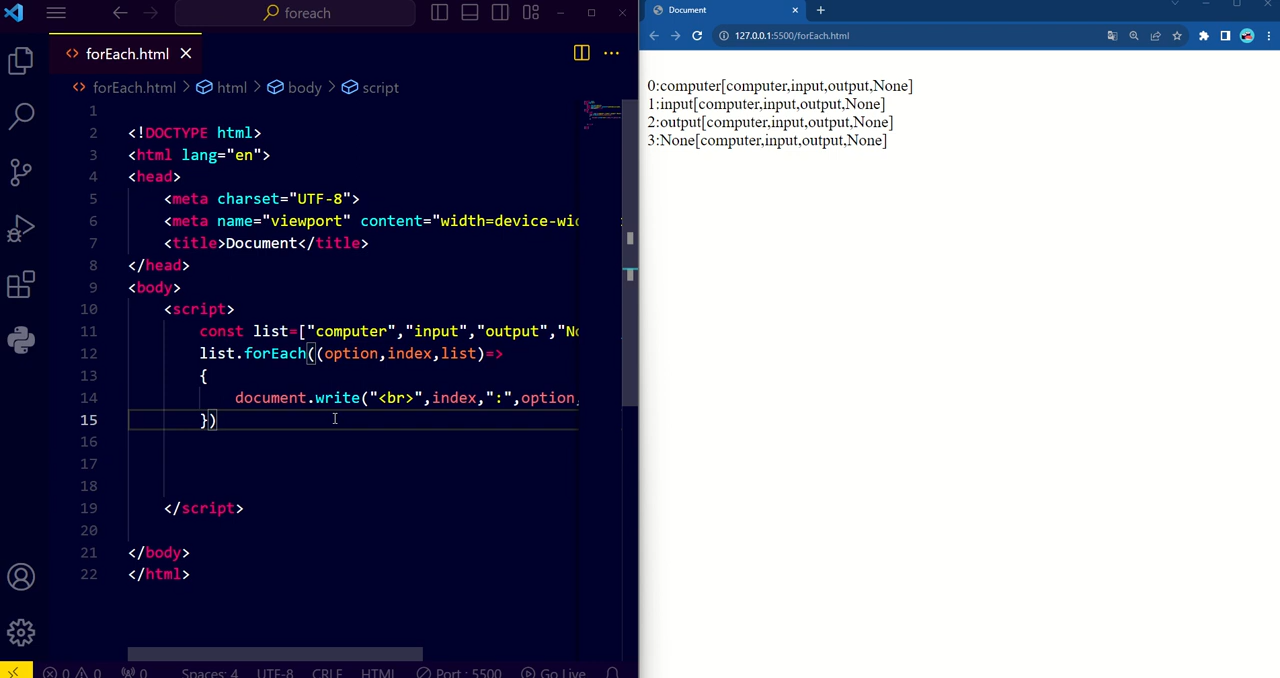 foreach
forEach.html
forEach.html > html > body > script
1
2 <!DOCTYPE html>
3 <html lang="en">
4 <head>
5 <meta charset="UTF-8">
6 <meta name="viewport" content="width=device-wid
7 <title>Document</title>
8 </head>
9 <body>
10 <script>
11 const list=["computer","input","output","No
12 list.forEach((option,index,list)=>
13 {
14 document.write("<br>",index,":",option,
15 })
16
17
18
19 </script>
20
21 </body>
22 </html>
0 0 0 Spaces: 4 UTF-8 CRLF HTML Port : 5500 Go Live
Document
127.0.0.1:5500/forEach.html
0:computer[computer,input,output,None]
1:input[computer,input,output,None]
2:output[computer,input,output,None]
3:None[computer,input,output,None]